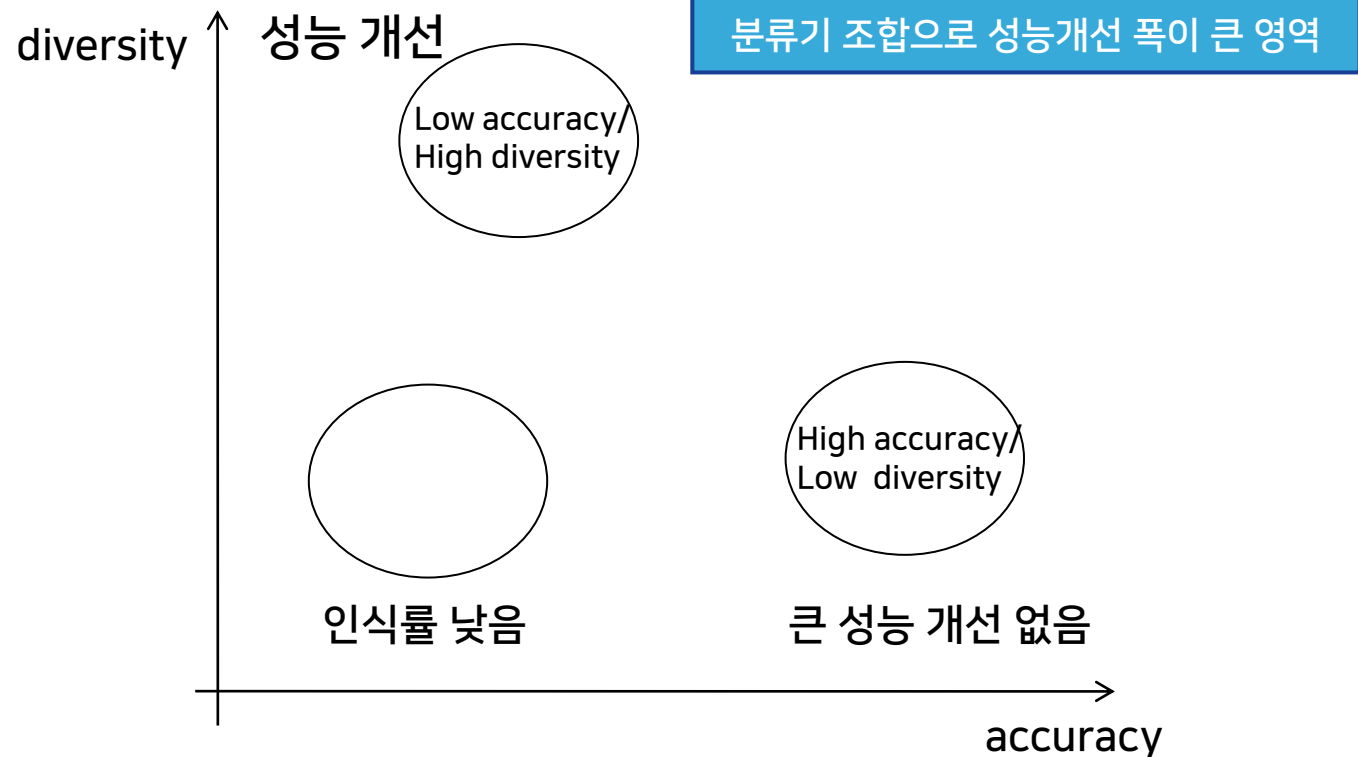 diversity
성능 개선
분류기 조합으로 성능개선 폭이 큰 영역
Low accuracy/
High diversity
High accuracy/
Low diversity
인식률 낮음
큰 성능 개선 없음
accuracy